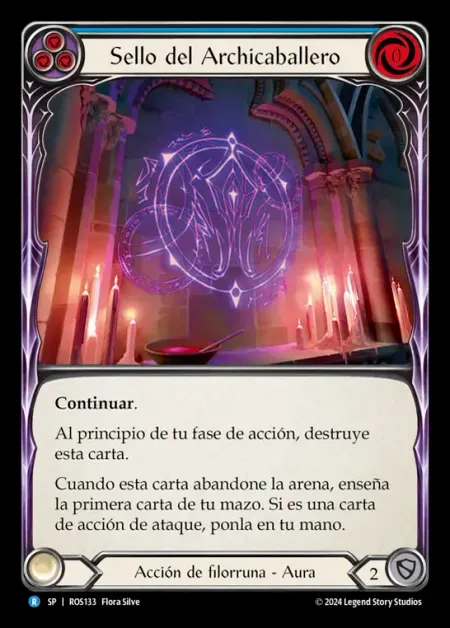 Sello del Archicaballero
0
Continuar.
Al principio de tu fase de acción, destruye
esta carta.
Cuando esta carta abandone la arena, enseña
la primera carta de tu mazo. Si es una carta
de acción de ataque, ponla en tu mano.
Acción de filorruna - Aura
2
R SP | ROS133 Flora Silve
© 2024 Legend Story Studios